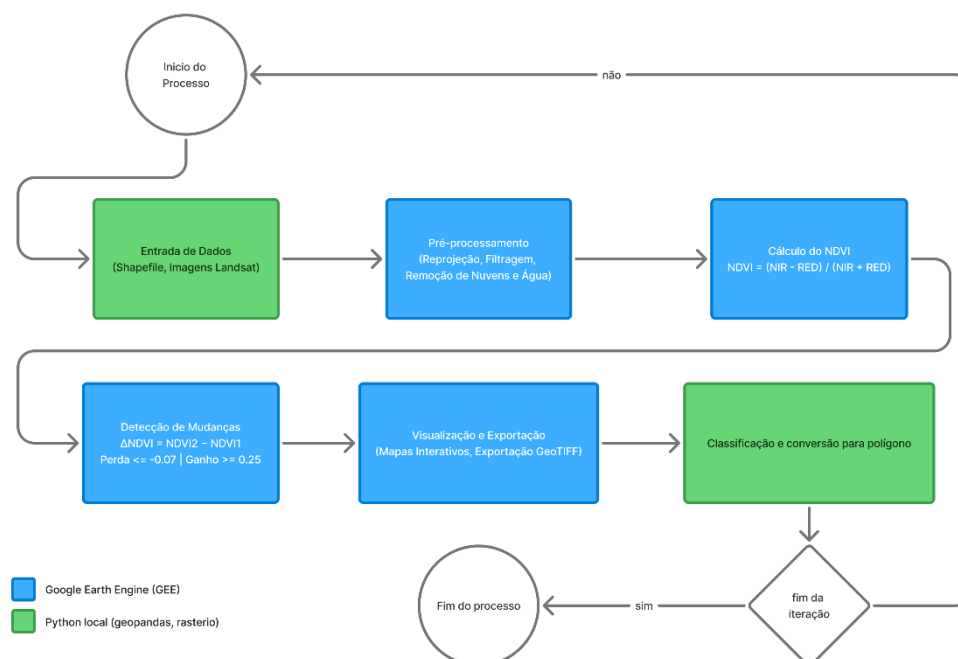 Inicio do
Processo
não
Entrada de Dados
(Shapefile, Imagens Landsat)
Pré-processamento
(Reprojeção, Filtragem,
Remoção de Nuvens e Água)
Cálculo do NDVI
NDVI = (NIR - RED) / (NIR + RED)
Detecção de Mudanças
ΔNDVI = NDVI2 − NDVI1
Perda <= -0.07 | Ganho >= 0.25
Visualização e Exportação
(Mapas Interativos, Exportação GeoTIFF)
Classificação e conversão para polígono
Google Earth Engine (GEE)
Python local (geopandas, rasterio)
Fim do processo
sim
fim da
iteração